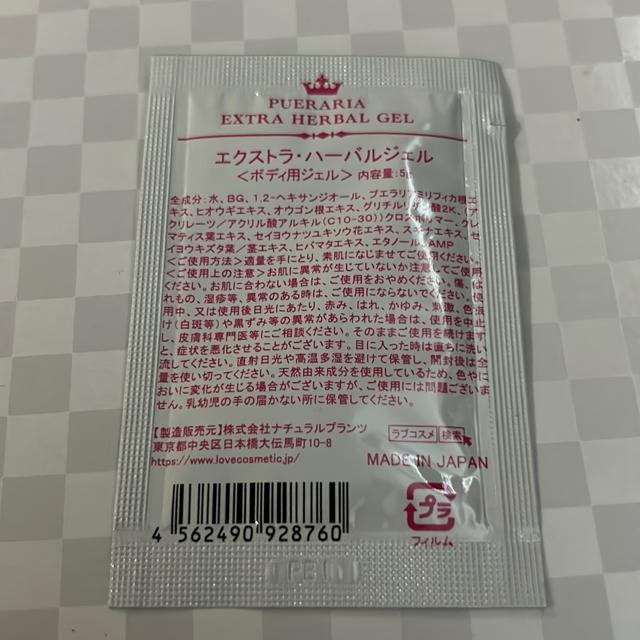 PUERARIA
EXTRA HERBAL GEL
エクストラ・ハーバルジェル
＜ボディ用ジェル＞ 内容量:5g
全成分:水、BG、1,2-ヘキサンジオール、プエラリアミリフィカ根エ
キス、ヒオウギエキス、オウゴン根エキス、グリチルリチン酸2K、(ア
クリレーツ/アクリル酸アルキル(C10-30))クロスポリマー、クレ
マティス葉エキス、セイヨウナツユキソウ花エキス、スギナエキス、セ
イヨウキズタ葉/茎エキス、ヒバマタエキス、エタノール、AMP
＜ご使用方法＞適量を手にとり、素肌になじませてご使用ください。
＜ご使用上の注意＞お肌に異常が生じていないか注意してご使用
ください。お肌に合わない場合は、ご使用をおやめください。傷、は
れもの、湿疹等、異常のある時は、ご使用にならないでください。使
用中、又は使用後日光にあたり、赤み、はれ、かゆみ、刺激、色抜
け(白斑等)や黒ずみ等の異常があらわれた場合は、使用を中止
し、皮膚科専門医等にご相談ください。そのままご使用を続けます
と、症状を悪化させることがございます。目に入った時は直ちに洗い
流してください。直射日光や高温多湿を避けて保管し、開封後は全
量を使い切ってください。天然由来成分を使用しているため、色やに
おいに変化が生じる場合がございますが、ご使用には問題ございま
せん。乳幼児の手の届かない所に保管してください。
【製造販売元】株式会社ナチュラルプランツ
東京都中央区日本橋大伝馬町10-8
https://www.lovecosmetic.jp/
ラブコスメ 検索
MADE IN JAPAN
4 562490 928760
プラ
フィルム